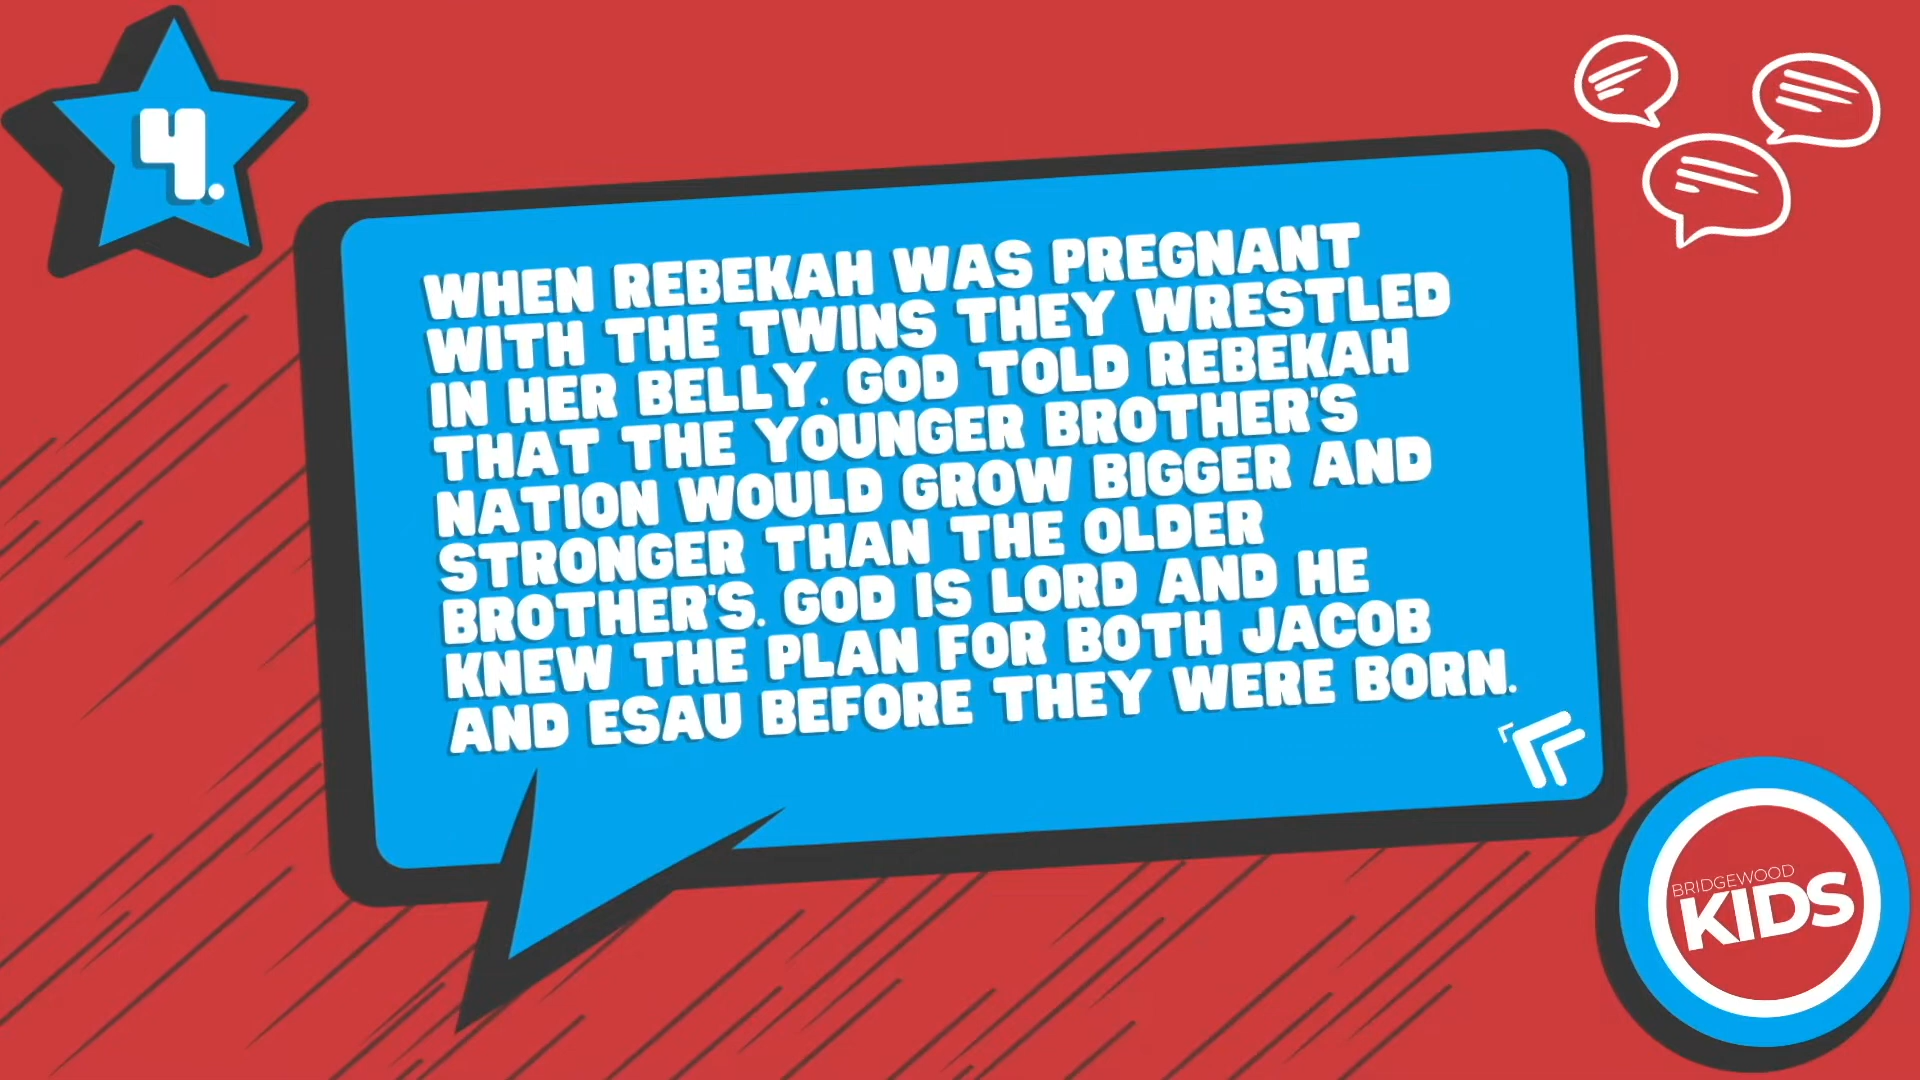 4.
WHEN REBEKAH WAS PREGNANT
WITH THE TWINS THEY WRESTLED
IN HER BELLY. GOD TOLD REBEKAH
THAT THE YOUNGER BROTHER'S
NATION WOULD GROW BIGGER AND
STRONGER THAN THE OLDER
BROTHER'S. GOD IS LORD AND HE
KNEW THE PLAN FOR BOTH JACOB
AND ESAU BEFORE THEY WERE BORN.
BRIDGEWOOD
KIDS